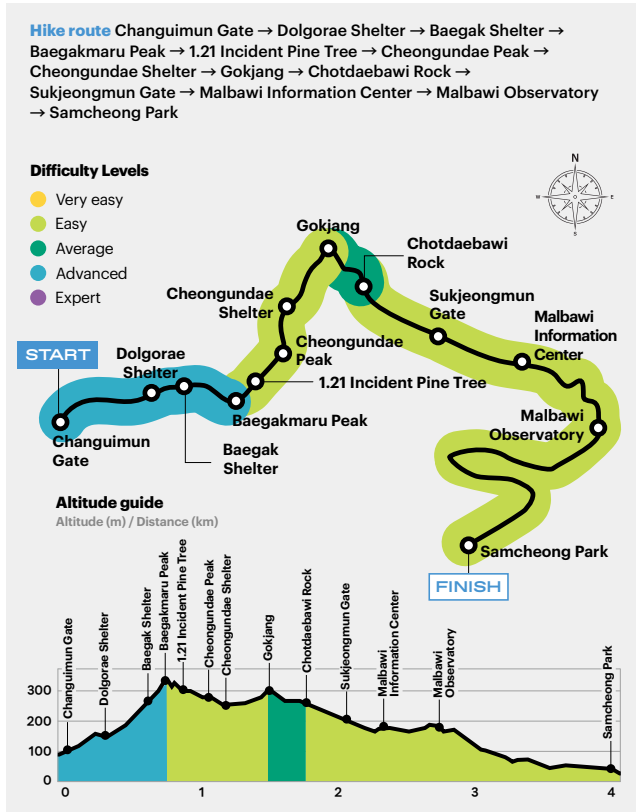 Hike route Changuimun Gate → Dolgorae Shelter → Baegak Shelter →
Baegakmaru Peak → 1.21 Incident Pine Tree → Cheongundae Peak →
Cheongundae Shelter → Gokjang → Chotdaebawi Rock →
Sukjeongmun Gate → Malbawi Information Center → Malbawi Observatory
→ Samcheong Park
Difficulty Levels
Very easy
Easy
Average
Advanced
Expert
N
W
E
S
Gokjang
Chotdaebawi
Rock
Cheongundae
Shelter
Sukjeongmun
Gate
Malbawi
Information
Center
START
Dolgorae
Shelter
Cheongundae
Peak
1.21 Incident Pine Tree
Baegakmaru Peak
Malbawi
Observatory
Changuimun
Gate
Baegak
Shelter
Samcheong Park
FINISH
Altitude guide
Altitude (m) / Distance (km)
Changuimun Gate
Dolgorae Shelter
Baegak Shelter
Baegakmaru Peak
1.21 Incident Pine Tree
Cheongundae Peak
Cheongundae Shelter
Gokjang
Chotdaebawi Rock
Sukjeongmun Gate
Malbawi
Information Center
Malbawi
Observatory
Samcheong Park
300
200
100
0
0 1 2 3 4